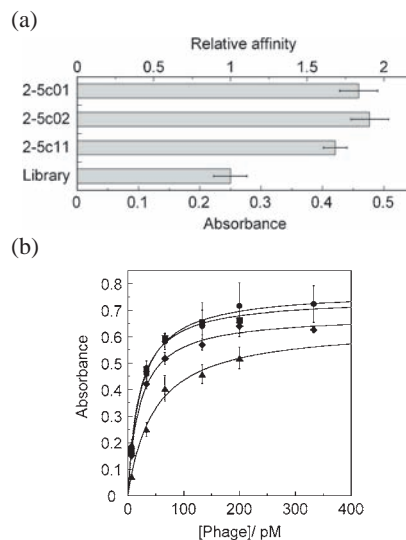 (a)
Relative affinity
0 0.5 1 1.5 2
2-5c01
2-5c02
2-5c11
Library
0 0.1 0.2 0.3 0.4 0.5
Absorbance
(b)
0.8
0.7
0.6
0.5
0.4
0.3
0.2
0.1
0
Absorbance
0 100 200 300 400
[Phage]/ pM